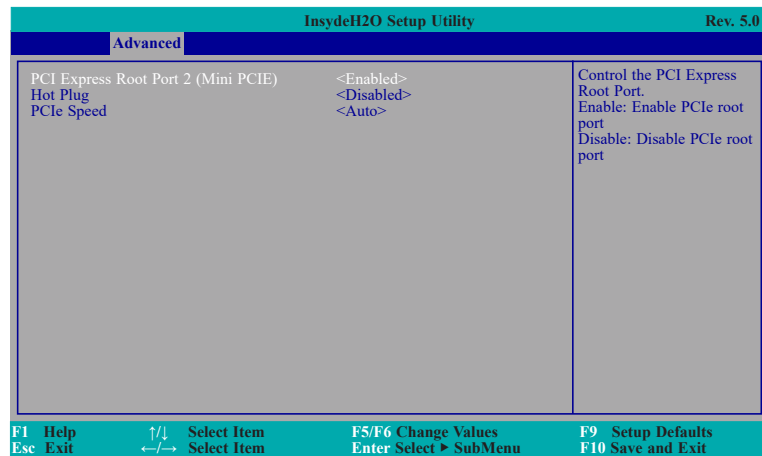 InsydeH2O Setup Utility Rev. 5.0
Advanced
PCI Express Root Port 2 (Mini PCIE) <Enabled>
Hot Plug <Disabled>
PCIe Speed <Auto>
Control the PCI Express
Root Port.
Enable: Enable PCIe root
port
Disable: Disable PCIe root
port
F1 Help ↑/↓ Select Item F5/F6 Change Values F9 Setup Defaults
Esc Exit ←/→ Select Item Enter Select ▶ SubMenu F10 Save and Exit